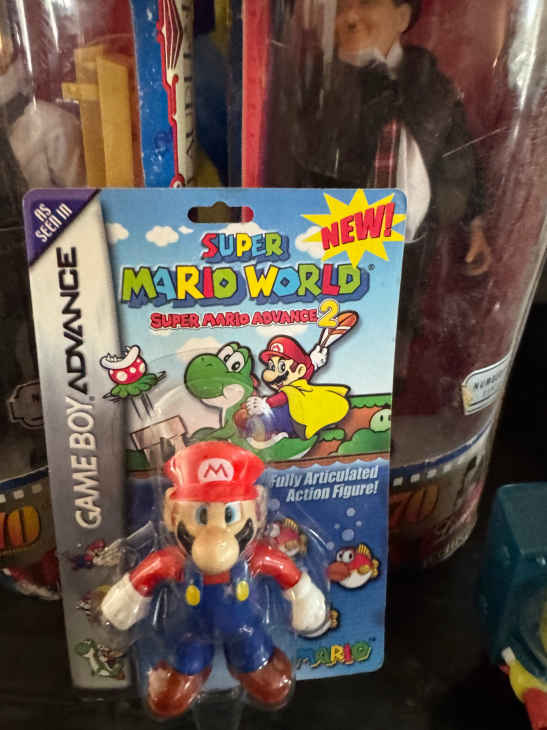 AS
SEEN IN
GAME BOY ADVANCE
NEW!
SUPER
MARIO WORLD
SUPER MARIO ADVANCE 2
Fully Articulated
Action Figure!
MARIO
M
70